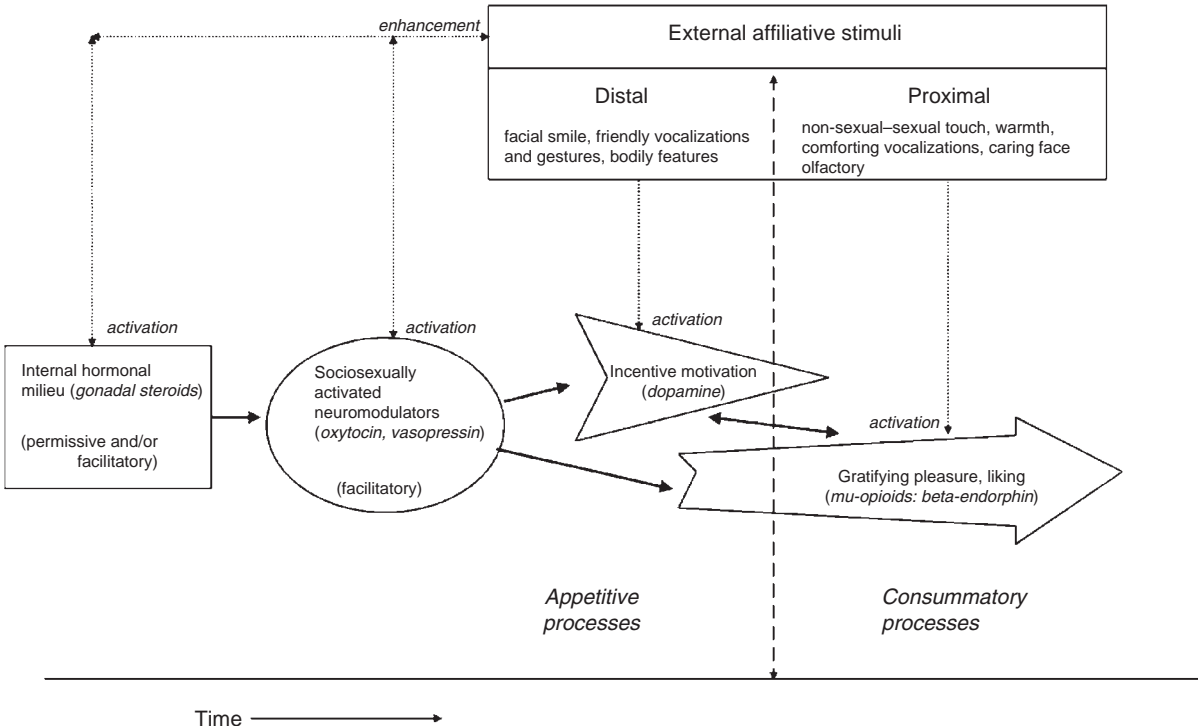 enhancement
External affiliative stimuli
Distal
facial smile, friendly vocalizations
and gestures, bodily features
Proximal
non-sexual–sexual touch, warmth,
comforting vocalizations, caring face
olfactory
activation
Internal hormonal
milieu (gonadal steroids)
(permissive and/or
facilitatory)
activation
Sociosexually
activated
neuromodulators
(oxytocin, vasopressin)
(facilitatory)
activation
Incentive motivation
(dopamine)
activation
Gratifying pleasure, liking
(mu-opioids: beta-endorphin)
Appetitive
processes
Consummatory
processes
Time